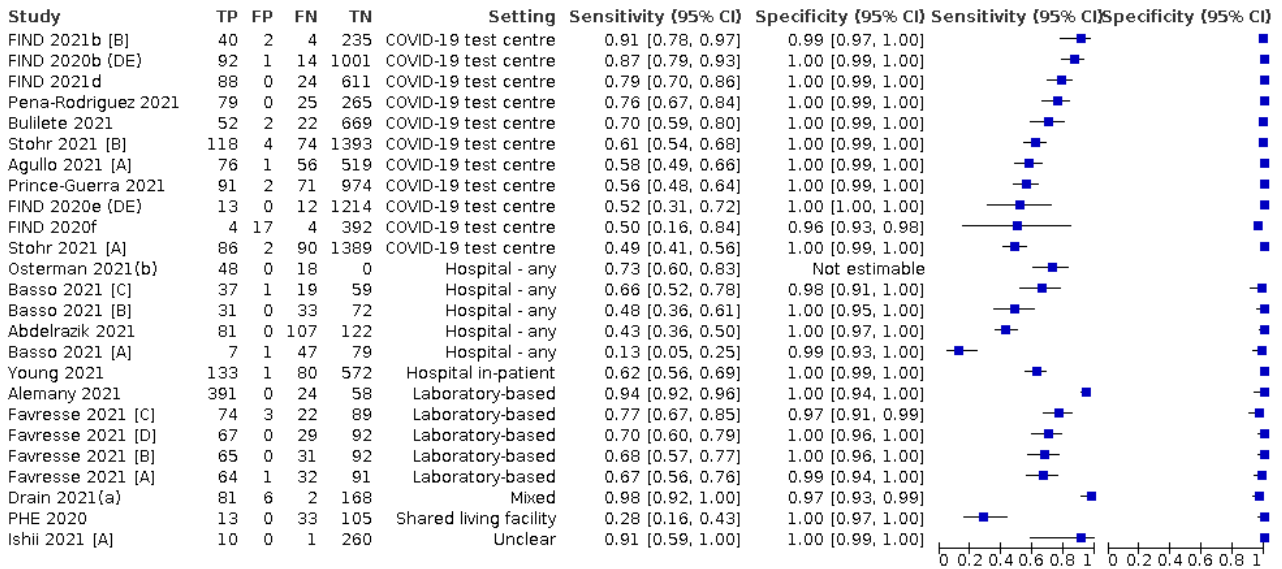 Study TP FP FN TN Setting Sensitivity (95% CI) Specificity (95% CI) Sensitivity (95% CI) Specificity (95% CI)
FIND 2021b [B] 40 2 4 235 COVID-19 test centre 0.91 [0.78, 0.97] 0.99 [0.97, 1.00]
FIND 2020b (DE) 92 1 14 1001 COVID-19 test centre 0.87 [0.79, 0.93] 1.00 [0.99, 1.00]
FIND 2021d 88 0 24 611 COVID-19 test centre 0.79 [0.70, 0.86] 1.00 [0.99, 1.00]
Pena-Rodriguez 2021 79 0 25 265 COVID-19 test centre 0.76 [0.67, 0.84] 1.00 [0.99, 1.00]
Bulilete 2021 52 2 22 669 COVID-19 test centre 0.70 [0.59, 0.80] 1.00 [0.99, 1.00]
Stohr 2021 [B] 118 4 74 1393 COVID-19 test centre 0.61 [0.54, 0.68] 1.00 [0.99, 1.00]
Agullo 2021 [A] 76 1 56 519 COVID-19 test centre 0.58 [0.49, 0.66] 1.00 [0.99, 1.00]
Prince-Guerra 2021 91 2 71 974 COVID-19 test centre 0.56 [0.48, 0.64] 1.00 [0.99, 1.00]
FIND 2020e (DE) 13 0 12 1214 COVID-19 test centre 0.52 [0.31, 0.72] 1.00 [1.00, 1.00]
FIND 2020f 4 17 4 392 COVID-19 test centre 0.50 [0.16, 0.84] 0.96 [0.93, 0.98]
Stohr 2021 [A] 86 2 90 1389 COVID-19 test centre 0.49 [0.41, 0.56] 1.00 [0.99, 1.00]
Osterman 2021(b) 48 0 18 0 Hospital - any 0.73 [0.60, 0.83] Not estimable
Basso 2021 [C] 37 1 19 59 Hospital - any 0.66 [0.52, 0.78] 0.98 [0.91, 1.00]
Basso 2021 [B] 31 0 33 72 Hospital - any 0.48 [0.36, 0.61] 1.00 [0.95, 1.00]
Abdelrazik 2021 81 0 107 122 Hospital - any 0.43 [0.36, 0.50] 1.00 [0.97, 1.00]
Basso 2021 [A] 7 1 47 79 Hospital - any 0.13 [0.05, 0.25] 0.99 [0.93, 1.00]
Young 2021 133 1 80 572 Hospital in-patient 0.62 [0.56, 0.69] 1.00 [0.99, 1.00]
Alemany 2021 391 0 24 58 Laboratory-based 0.94 [0.92, 0.96] 1.00 [0.94, 1.00]
Favresse 2021 [C] 74 3 22 89 Laboratory-based 0.77 [0.67, 0.85] 0.97 [0.91, 0.99]
Favresse 2021 [D] 67 0 29 92 Laboratory-based 0.70 [0.60, 0.79] 1.00 [0.96, 1.00]
Favresse 2021 [B] 65 0 31 92 Laboratory-based 0.68 [0.57, 0.77] 1.00 [0.96, 1.00]
Favresse 2021 [A] 64 1 32 91 Laboratory-based 0.67 [0.56, 0.76] 0.99 [0.94, 1.00]
Drain 2021(a) 81 6 2 168 Mixed 0.98 [0.92, 1.00] 0.97 [0.93, 0.99]
PHE 2020 13 0 33 105 Shared living facility 0.28 [0.16, 0.43] 1.00 [0.97, 1.00]
Ishii 2021 [A] 10 0 1 260 Unclear 0.91 [0.59, 1.00] 1.00 [0.99, 1.00]
0 0.2 0.4 0.6 0.8 1 0 0.2 0.4 0.6 0.8 1